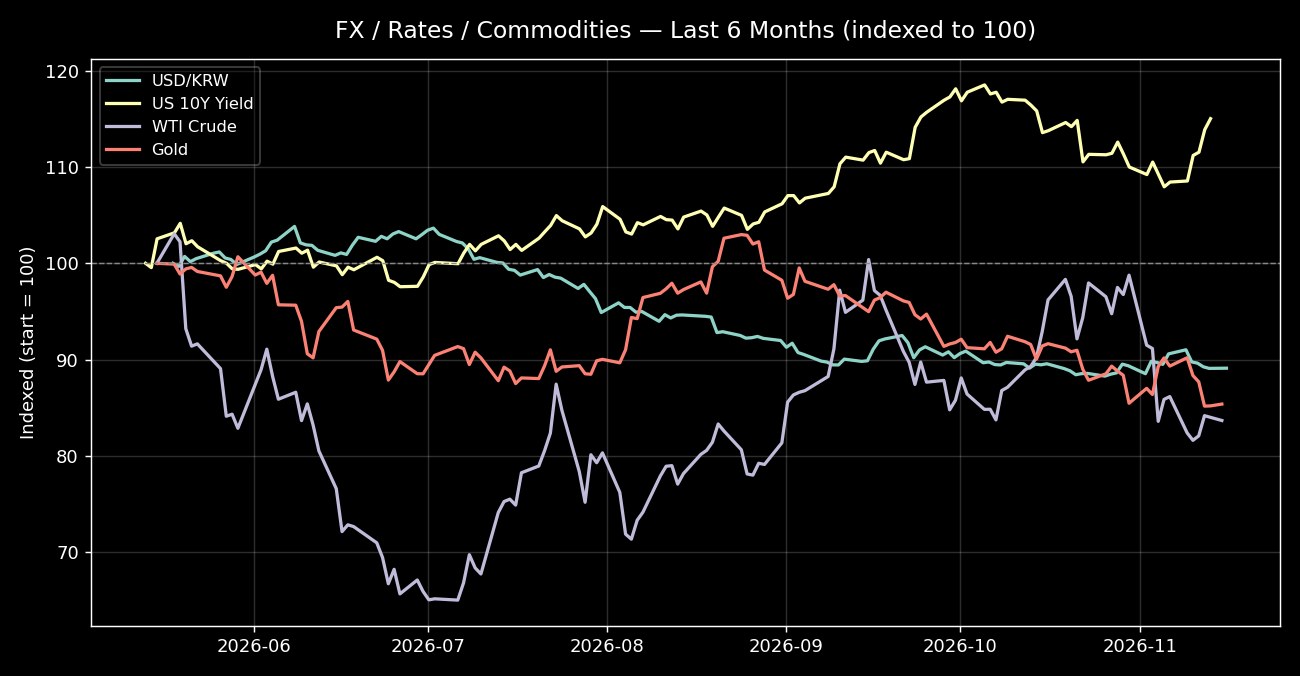 FX / Rates / Commodities — Last 6 Months (indexed to 100)
USD/KRW
US 10Y Yield
WTI Crude
Gold
Indexed (start = 100)
120
110
100
90
80
70
2026-06
2026-07
2026-08
2026-09
2026-10
2026-11